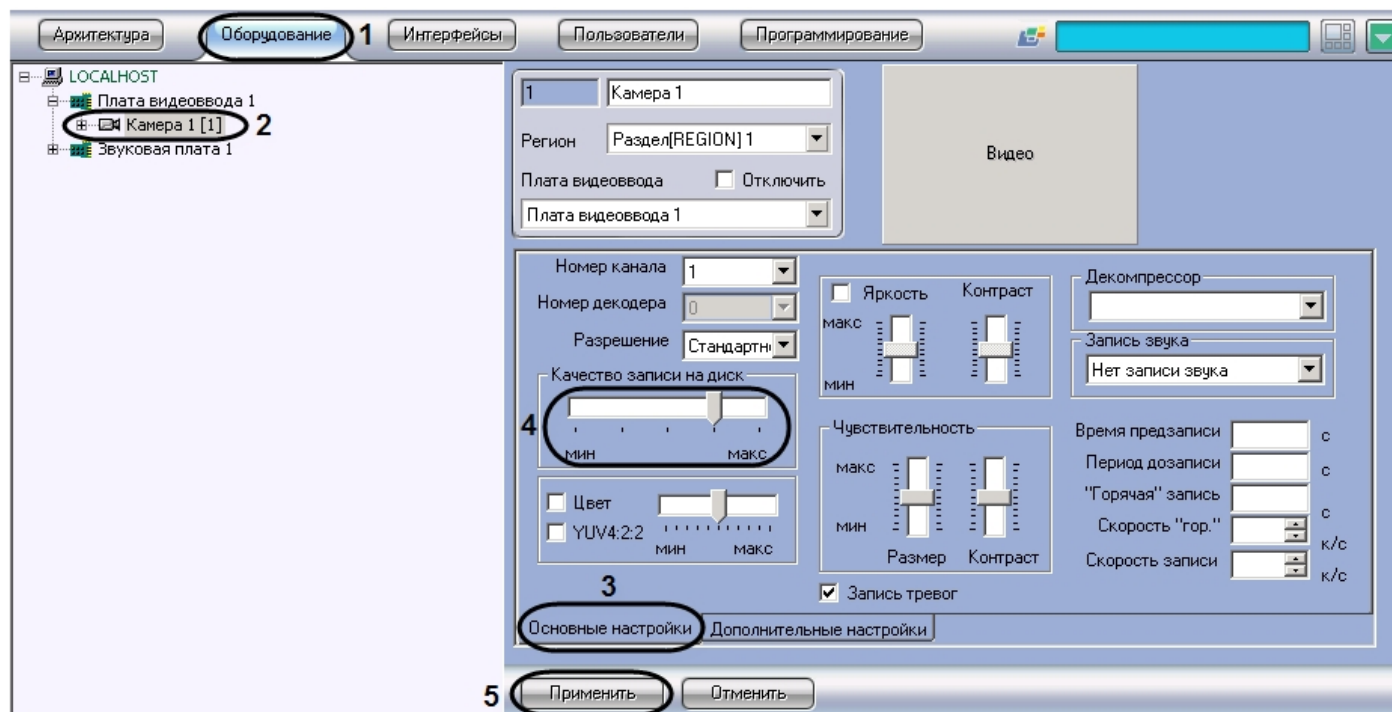 Архитектура Оборудование 1 Интерфейсы Пользователи Программирование
LOCALHOST
Плата видеоввода 1
Камера 1 [1] 2
Звуковая плата 1
1 Камера 1
Регион Раздел[REGION] 1
Плата видеоввода Отключить
Плата видеоввода 1
Видео
Номер канала 1
Номер декодера 0
Разрешение Стандартн
Качество записи на диск
4
мин макс
Цвет
YUV4:2:2
мин макс
Яркость Контраст
макс
мин
Чувствительность
макс
мин
Размер Контраст
Запись тревог
Декомпрессор
Запись звука
Нет записи звука
Время предзаписи с
Период дозаписи с
"Горячая" запись с
Скорость "гор." к/с
Скорость записи к/с
3
Основные настройки Дополнительные настройки
5 Применить Отменить